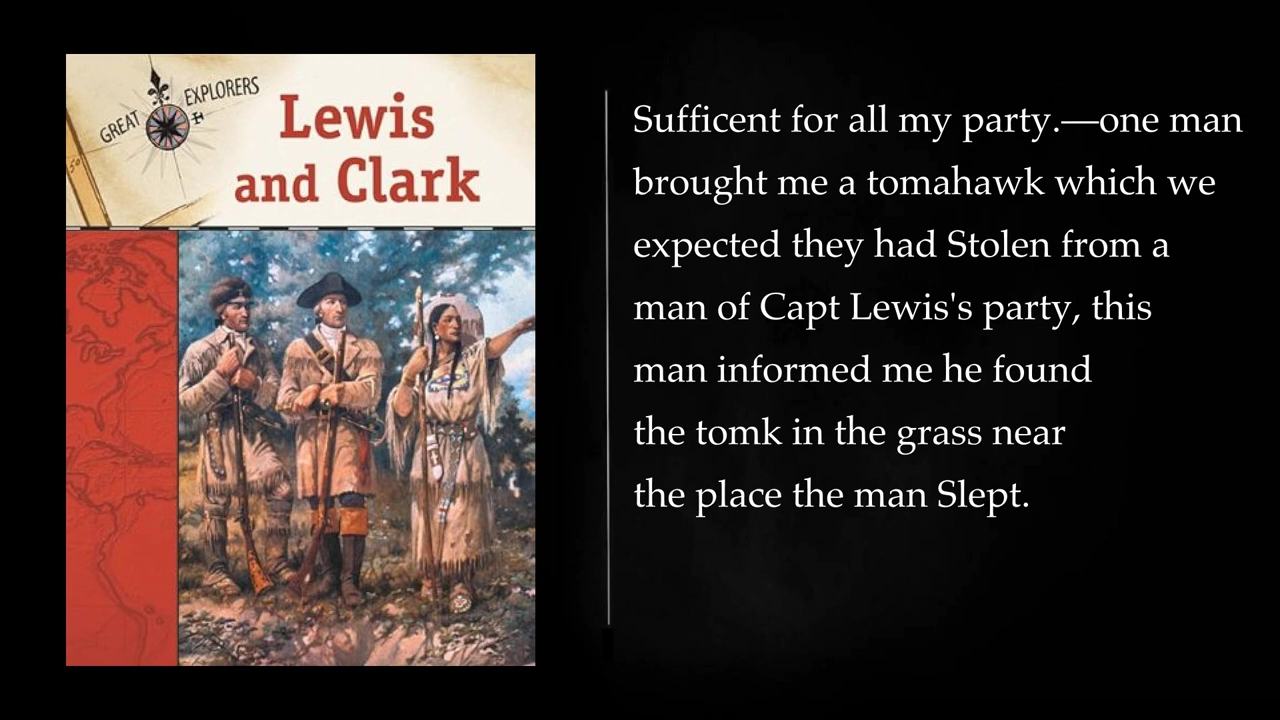 GREAT EXPLORERS
Lewis
and Clark
50
Sufficent for all my party.—one man
brought me a tomahawk which we
expected they had Stolen from a
man of Capt Lewis's party, this
man informed me he found
the tomk in the grass near
the place the man Slept.